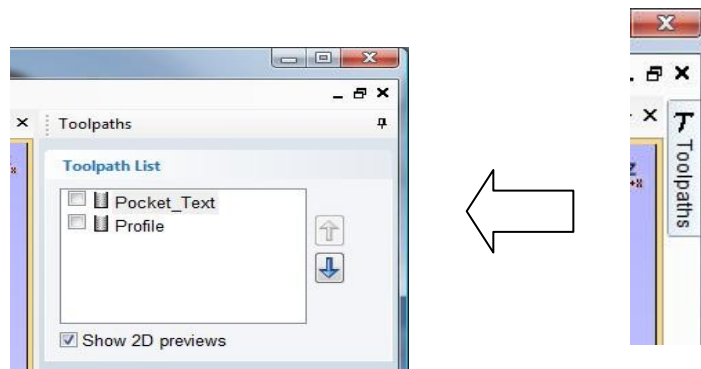 Toolpaths
Toolpath List
Pocket_Text
Profile
Show 2D previews
Toolpaths